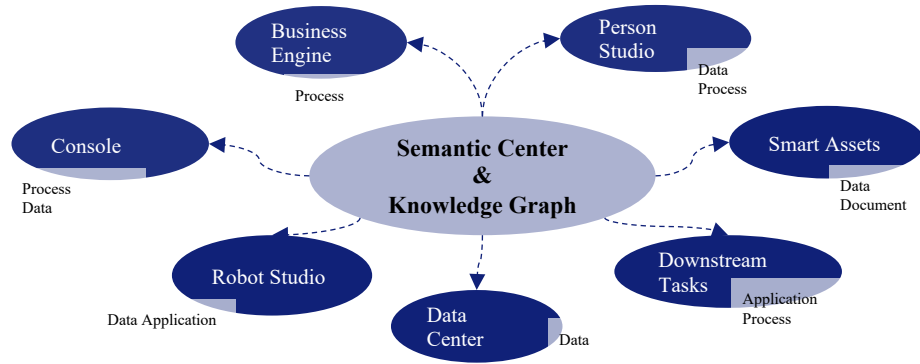 Business
Engine
Process
Person
Studio
Data
Process
Console
Process
Data
Semantic Center
&
Knowledge Graph
Smart Assets
Data
Document
Robot Studio
Data Application
Data
Center
Data
Downstream
Tasks
Application
Process